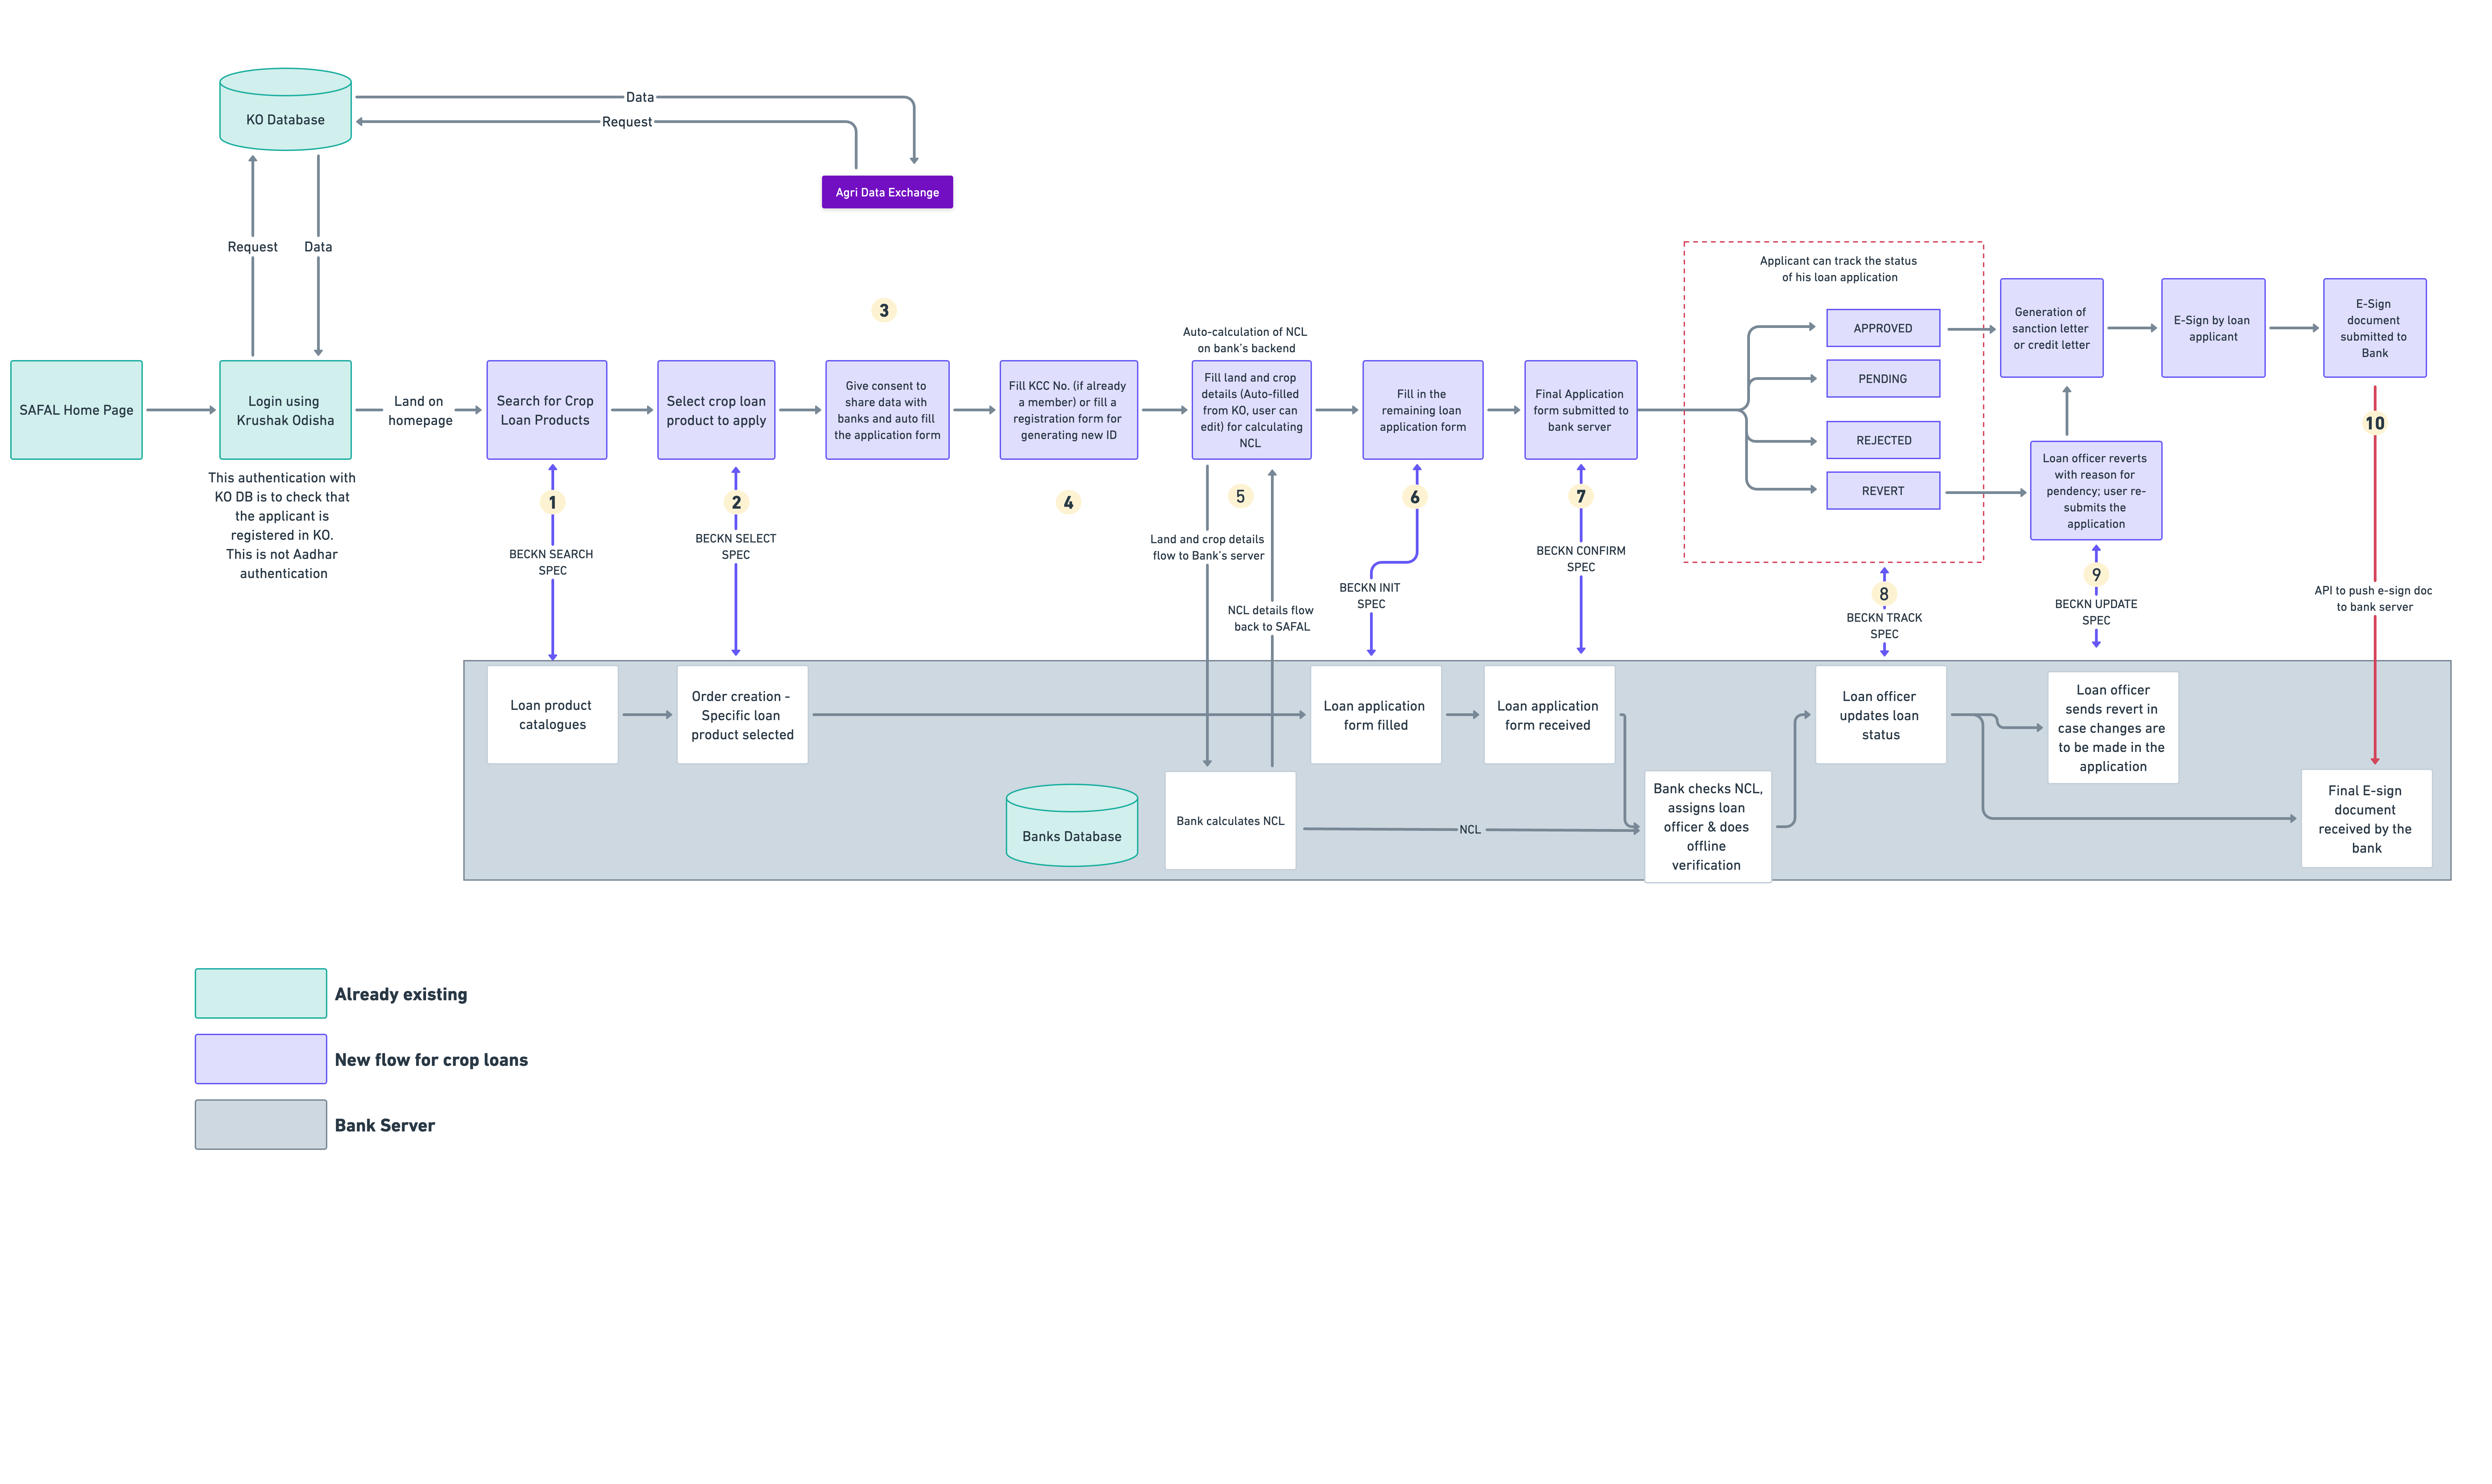 KO Database
Data
Request
Agri Data Exchange
Request
Data
SAFAL Home Page
Login using
Krushak Odisha
This authentication with
KO DB is to check that
the applicant is
registered in KO.
This is not Aadhar
authentication
Land on
homepage
Search for Crop
Loan Products
1
BECKN SEARCH
SPEC
Select crop loan
product to apply
2
BECKN SELECT
SPEC
3
Give consent to
share data with
banks and auto fill
the application form
Fill KCC No. (if already
a member) or fill a
registration form for
generating new ID
4
Auto-calculation of NCL
on bank's backend
Fill land and crop
details (Auto-filled
from KO, user can
edit) for calculating
NCL
5
Land and crop details
flow to Bank's server
NCL details flow
back to SAFAL
Fill in the
remaining loan
application form
6
BECKN INIT
SPEC
Final Application
form submitted to
bank server
7
BECKN CONFIRM
SPEC
Applicant can track the status
of his loan application
APPROVED
PENDING
REJECTED
REVERT
8
BECKN TRACK
SPEC
Generation of
sanction letter
or credit letter
Loan officer reverts
with reason for
pendency; user re-
submits the
application
9
BECKN UPDATE
SPEC
E-Sign by loan
applicant
E-Sign
document
submitted to
Bank
10
API to push e-sign doc
to bank server
Loan product
catalogues
Order creation -
Specific loan
product selected
Banks Database
Bank calculates NCL
NCL
Loan application
form filled
Loan application
form received
Bank checks NCL,
assigns loan
officer & does
offline
verification
Loan officer
updates loan
status
Loan officer
sends revert in
case changes are
to be made in the
application
Final E-sign
document
received by the
bank
Already existing
New flow for crop loans
Bank Server